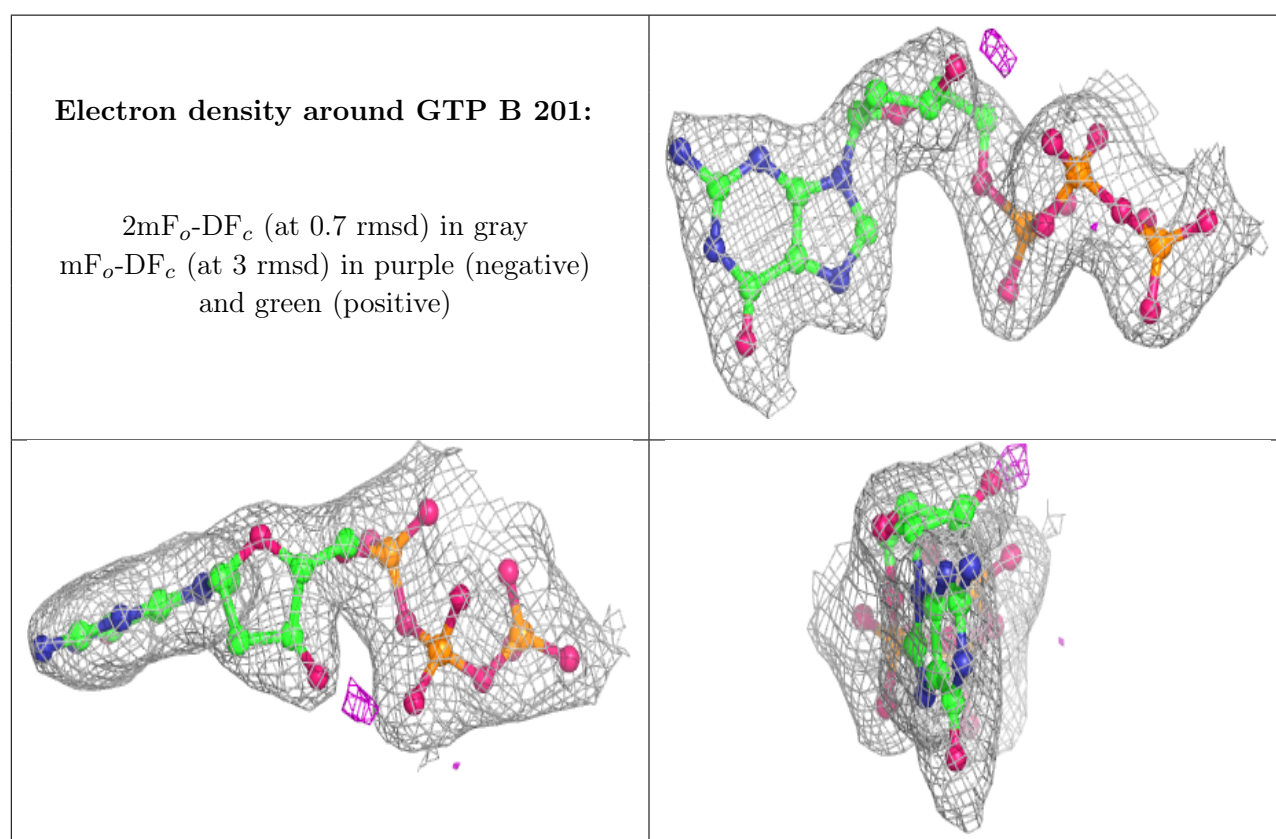 Electron density around GTP B 201:
2mFo-DFc (at 0.7 rmsd) in gray
mFo-DFc (at 3 rmsd) in purple (negative)
and green (positive)